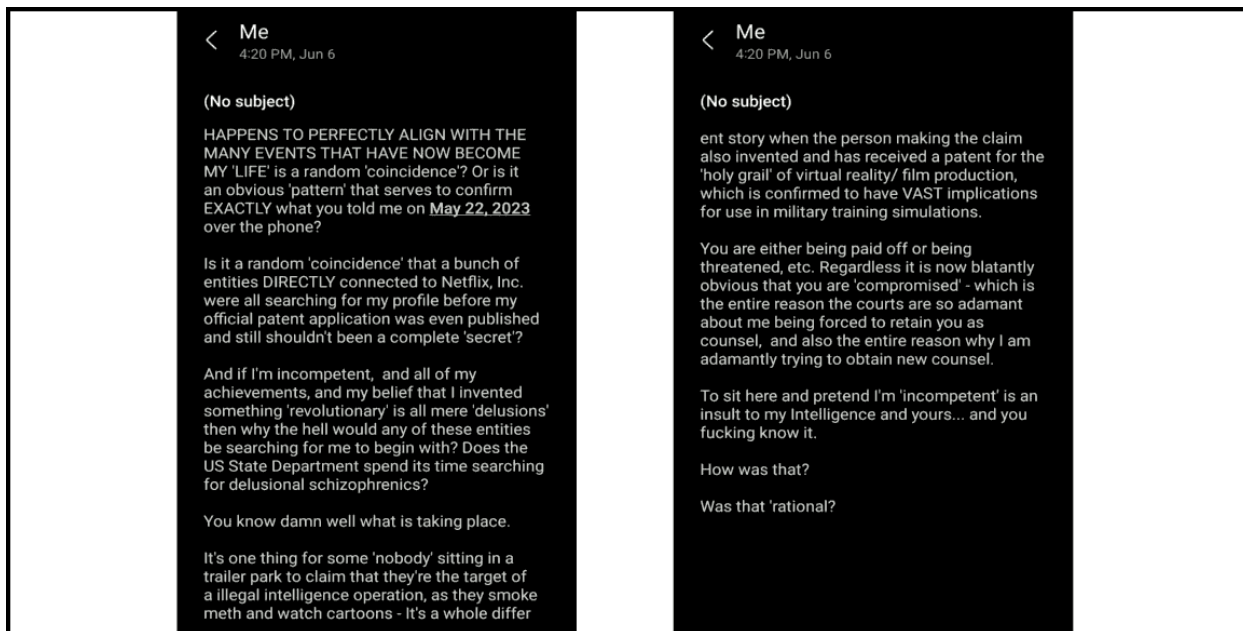 Me
4:20 PM, Jun 6
(No subject)
HAPPENS TO PERFECTLY ALIGN WITH THE
MANY EVENTS THAT HAVE NOW BECOME
MY 'LIFE' is a random 'coincidence'? Or is it
an obvious 'pattern' that serves to confirm
EXACTLY what you told me on May 22, 2023
over the phone?
Is it a random 'coincidence' that a bunch of
entities DIRECTLY connected to Netflix, Inc.
were all searching for my profile before my
official patent application was even published
and still shouldn't been a complete 'secret'?
And if I'm incompetent, and all of my
achievements, and my belief that I invented
something 'revolutionary' is all mere 'delusions'
then why the hell would any of these entities
be searching for me to begin with? Does the
US State Department spend its time searching
for delusional schizophrenics?
You know damn well what is taking place.
It's one thing for some 'nobody' sitting in a
trailer park to claim that they're the target of
a illegal intelligence operation, as they smoke
meth and watch cartoons - It's a whole differ
Me
4:20 PM, Jun 6
(No subject)
ent story when the person making the claim
also invented and has received a patent for the
'holy grail' of virtual reality/ film production,
which is confirmed to have VAST implications
for use in military training simulations.
You are either being paid off or being
threatened, etc. Regardless it is now blatantly
obvious that you are 'compromised' - which is
the entire reason the courts are so adamant
about me being forced to retain you as
counsel, and also the entire reason why I am
adamantly trying to obtain new counsel.
To sit here and pretend I'm 'incompetent' is an
insult to my Intelligence and yours... and you
fucking know it.
How was that?
Was that 'rational?